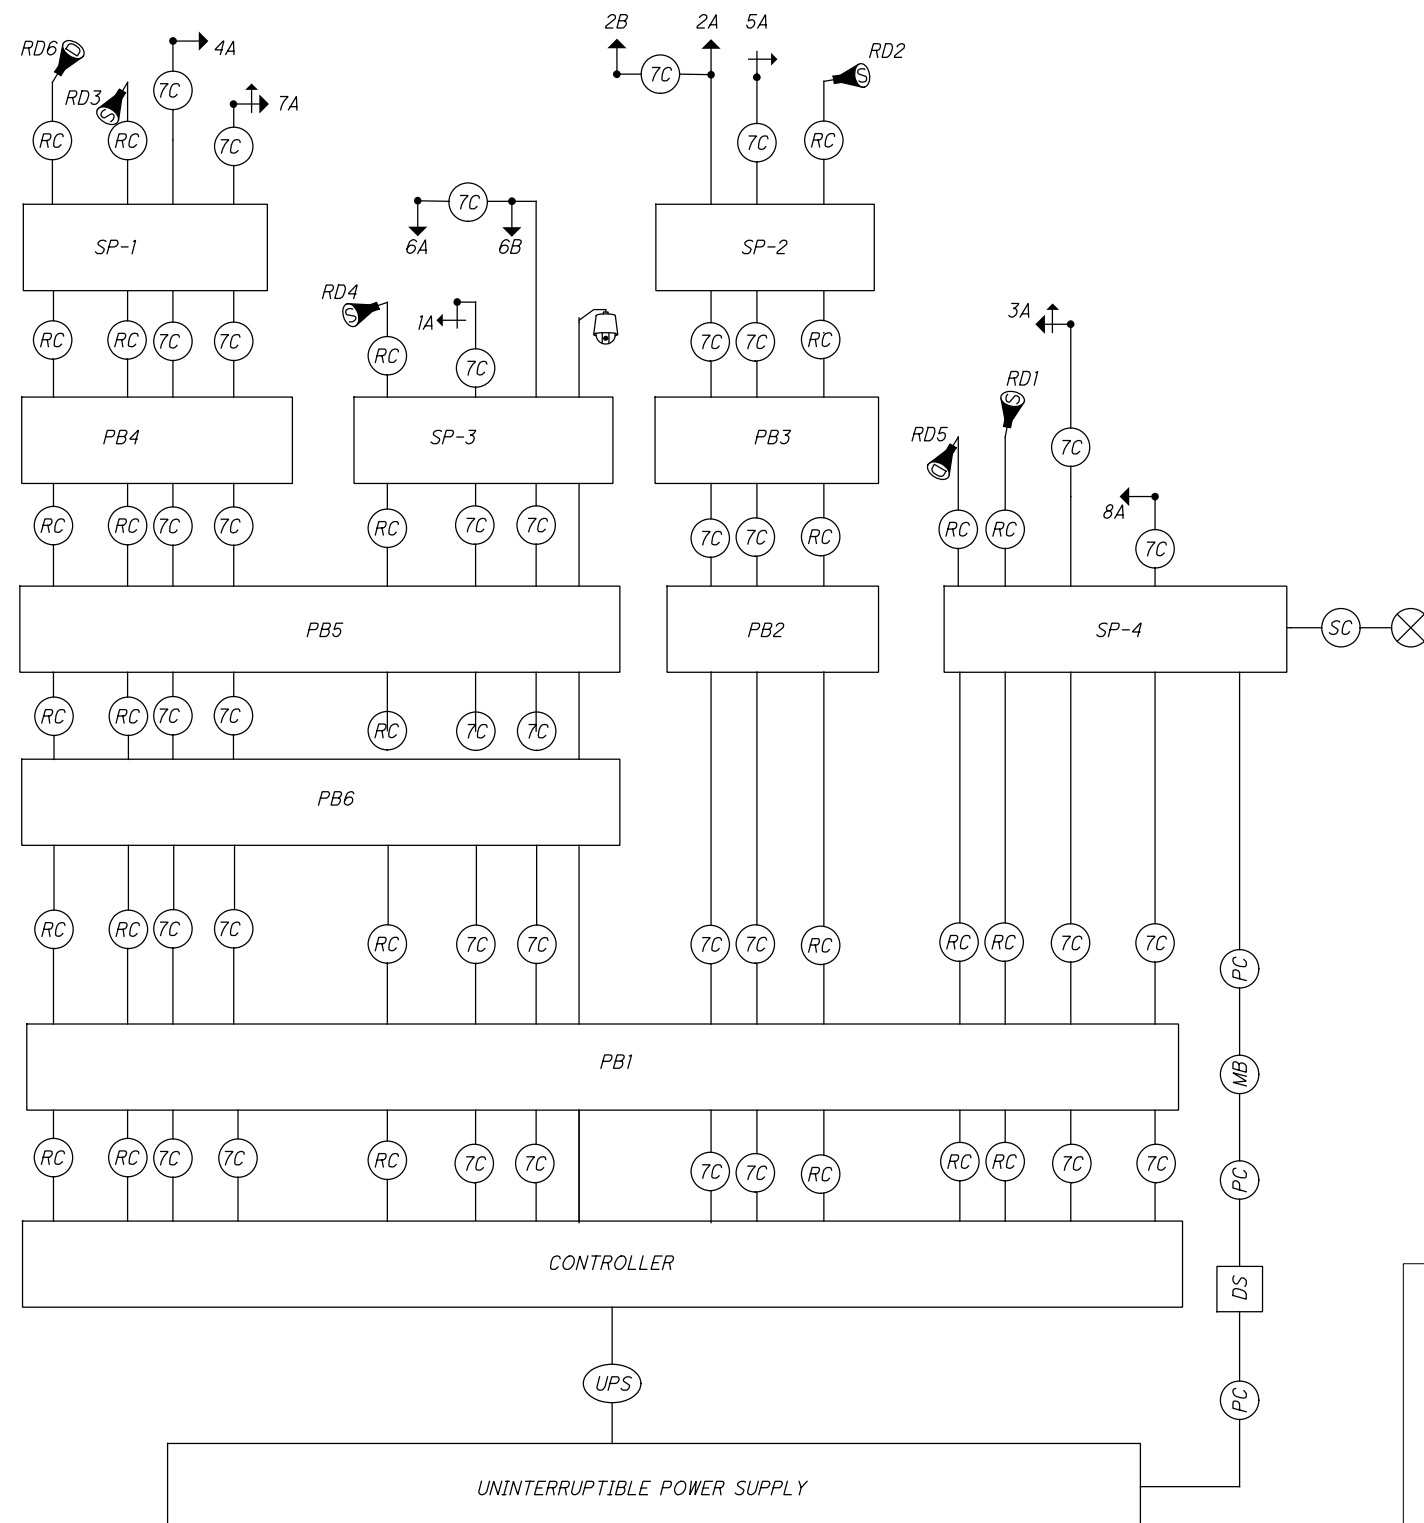 2B 2A 5A
RD6 4A RD2
7C
7C
RD3 7A
RC RC 7C 7C RC
7C
SP-1 6A 6B SP-2
RD4 3A
1A
RC RC 7C 7C RC 7C 7C 7C RC
RD1
PB4 SP-3 PB3 RD5 7C
8A
RC RC 7C 7C RC 7C 7C 7C 7C RC RC RC 7C
PB5 PB2 SP-4 SC
RC RC 7C 7C RC 7C 7C
PB6
RC RC 7C 7C RC 7C 7C 7C 7C RC RC RC 7C 7C PC
PB1 MB
RC RC 7C 7C RC 7C 7C 7C 7C RC RC RC 7C 7C PC
CONTROLLER DS
UPS PC
UNINTERRUPTIBLE POWER SUPPLY
D
S
S
S
S
D